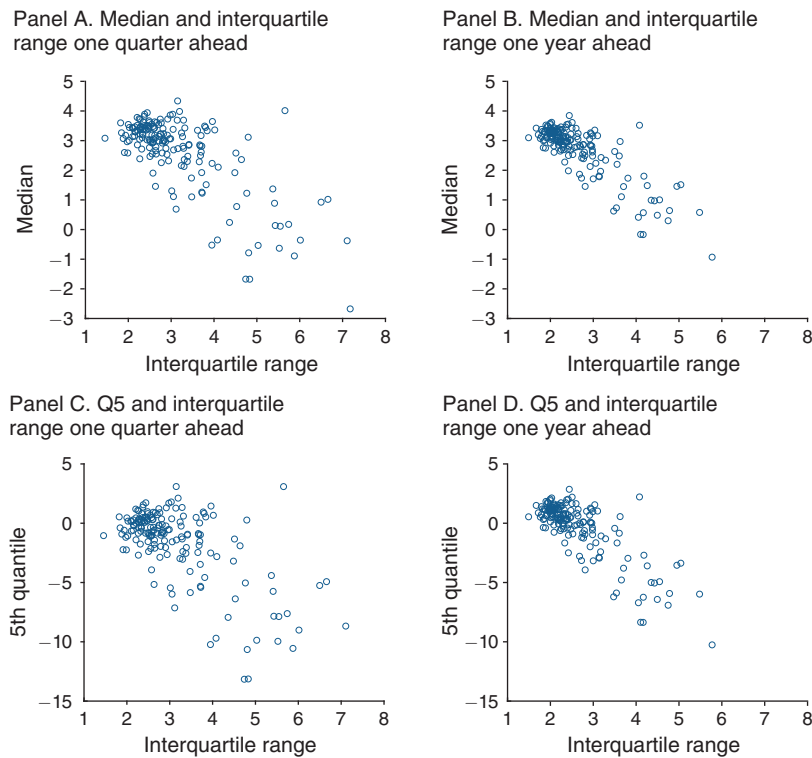 Panel A. Median and interquartile
range one quarter ahead
5
4
3
2
1
0
−1
−2
−3
Median
1 2 3 4 5 6 7 8
Interquartile range
Panel B. Median and interquartile
range one year ahead
5
4
3
2
1
0
−1
−2
−3
Median
1 2 3 4 5 6 7 8
Interquartile range
Panel C. Q5 and interquartile
range one quarter ahead
5
0
−5
−10
−15
5th quantile
1 2 3 4 5 6 7 8
Interquartile range
Panel D. Q5 and interquartile
range one year ahead
5
0
−5
−10
−15
5th quantile
1 2 3 4 5 6 7 8
Interquartile range